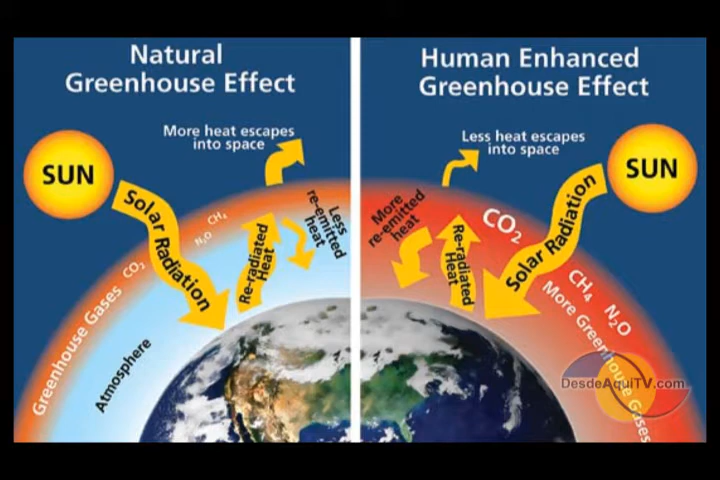 Natural
Greenhouse Effect
More heat escapes
into space
SUN
Solar Radiation
Re-radiated
Heat
Less
re-emitted
heat
CH4
N2O
CO2
Greenhouse Gases
Atmosphere
Human Enhanced
Greenhouse Effect
Less heat escapes
into space
SUN
Solar Radiation
More
re-emitted
heat
Re-radiated
Heat
CO2
CH4
N2O
More Greenhouse Gases
DesdeAquiTV.com